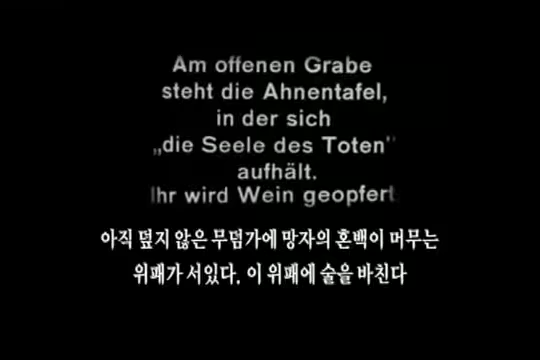 Am offenen Grabe
steht die Ahnentafel,
in der sich
„die Seele des Toten"
aufhält.
Ihr wird Wein geopfert
아직 덮지 않은 무덤가에 망자의 혼백이 머무는
위패가 서있다. 이 위패에 술을 바친다